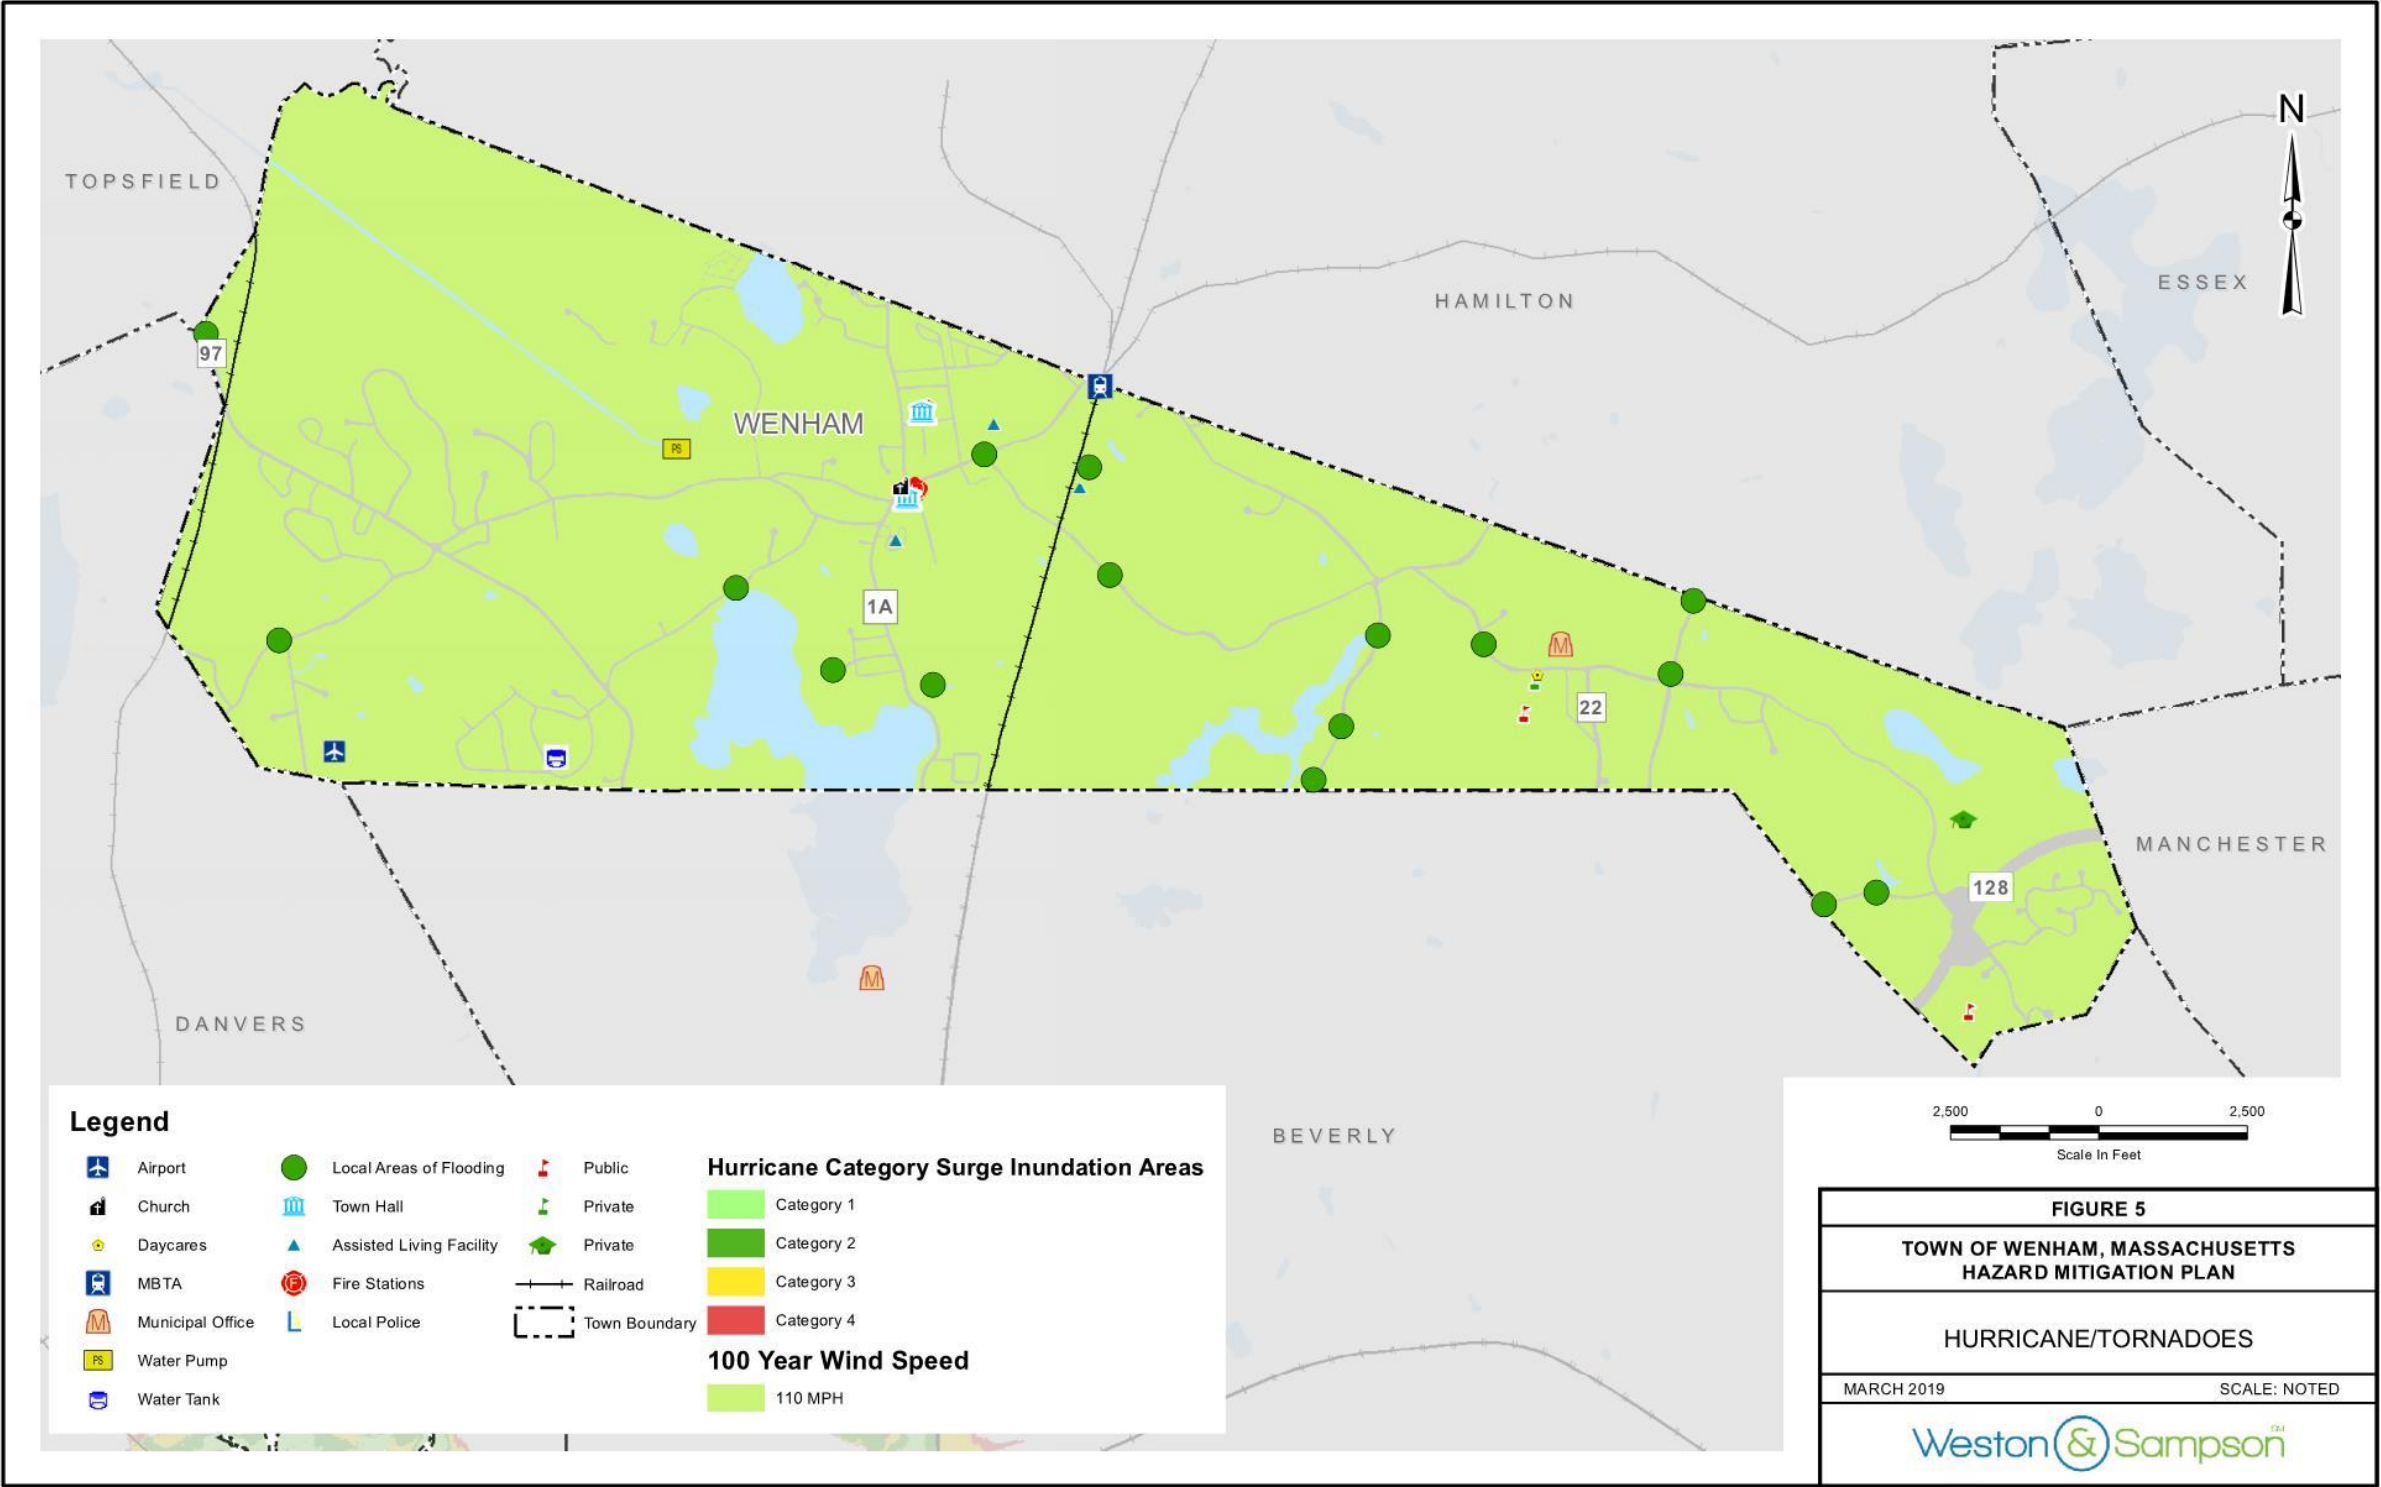 N
TOPSFIELD
ESSEX
HAMILTON
97
WENHAM
PS
1A
M
22
MANCHESTER
128
M
DANVERS
BEVERLY
Legend
Airport
Church
Daycares
MBTA
M Municipal Office
PS Water Pump
Water Tank
Local Areas of Flooding
Town Hall
Assisted Living Facility
F Fire Stations
L Local Police
Public
Private
Private
Railroad
Town Boundary
Hurricane Category Surge Inundation Areas
Category 1
Category 2
Category 3
Category 4
100 Year Wind Speed
110 MPH
2,500 0 2,500
Scale In Feet
FIGURE 5
TOWN OF WENHAM, MASSACHUSETTS
HAZARD MITIGATION PLAN
HURRICANE/TORNADOES
MARCH 2019 SCALE: NOTED
Weston & Sampson SM